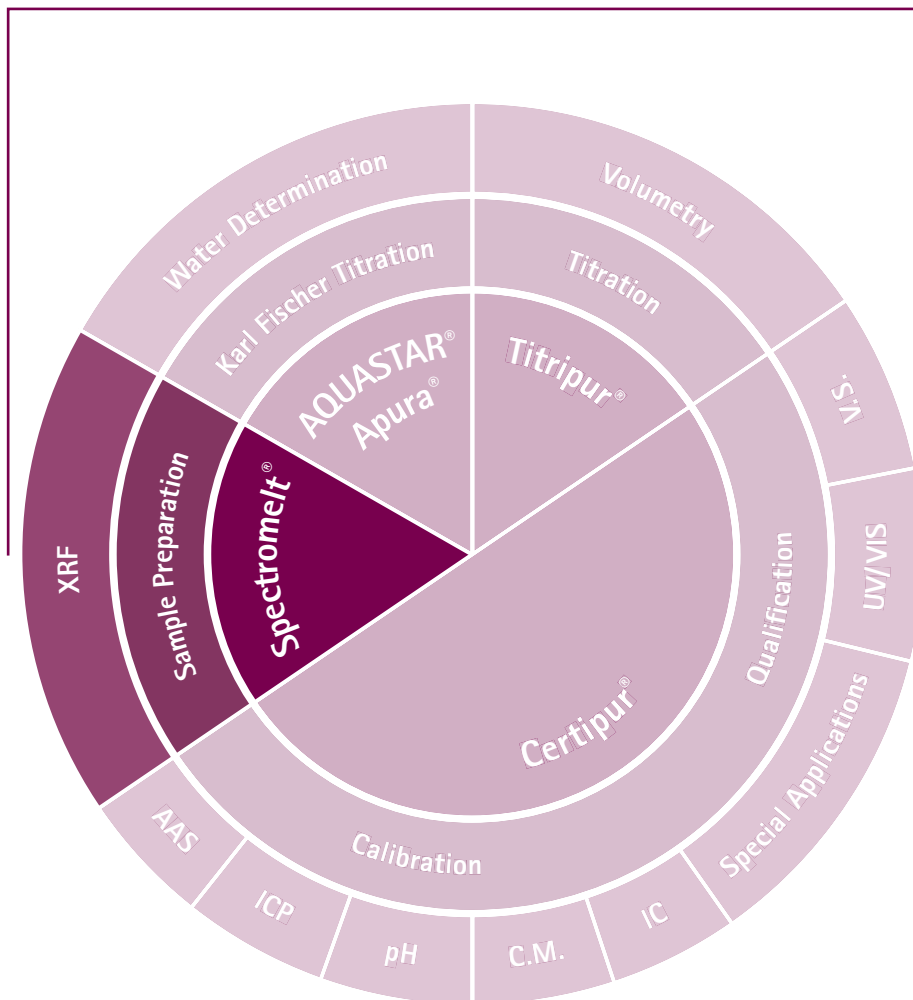 Water Determination
Volumetry
Karl Fischer Titration
Titration
AQUASTAR®
Apura®
Titripur®
V.S.
XRF
Sample Preparation
Spectromelt®
UV/VIS
Qualification
Certipur®
Special Applications
Calibration
AAS
ICP
pH
C.M.
IC